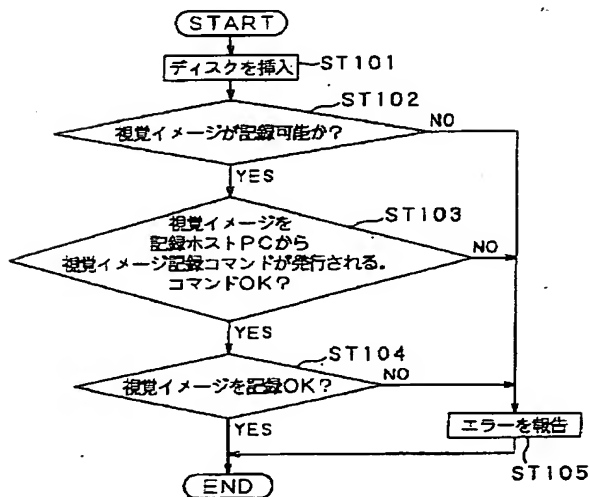 START
ディスクを挿入
ST101
ST102
視覚イメージが記録可能か?
NO
YES
ST103
視覚イメージを
記録ホストPCから
視覚イメージ記録コマンドが発行される。
コマンドOK?
NO
YES
ST104
視覚イメージを記録OK?
NO
YES
エラーを報告
ST105
END